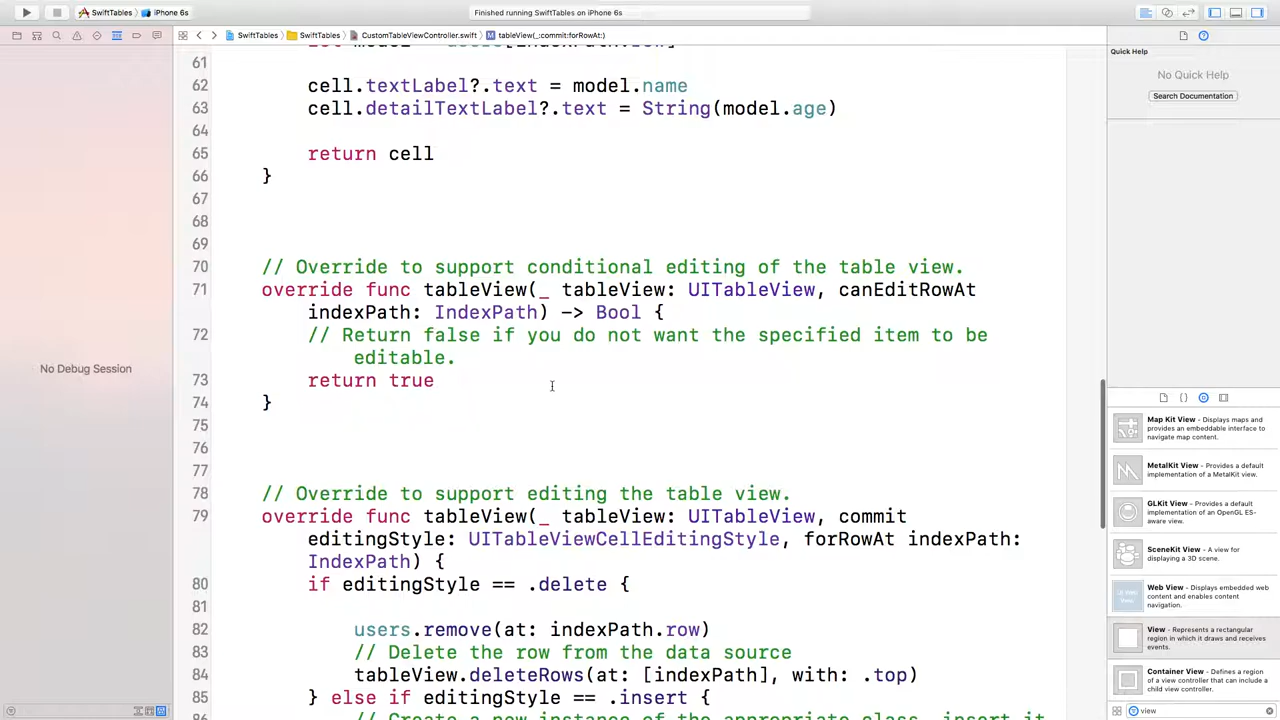 SwiftTables
iPhone 6s
Finished running SwiftTables on iPhone 6s
SwiftTables
SwiftTables
CustomTableViewController.swift
M
tableView(_:commit:forRowAt:)
61
62 cell.textLabel?.text = model.name
63 cell.detailTextLabel?.text = String(model.age)
64
65 return cell
66 }
67
68
69
70 // Override to support conditional editing of the table view.
71 override func tableView(_ tableView: UITableView, canEditRowAt
indexPath: IndexPath) -> Bool {
72 // Return false if you do not want the specified item to be
editable.
73 return true
74 }
75
76
77
78 // Override to support editing the table view.
79 override func tableView(_ tableView: UITableView, commit
editingStyle: UITableViewCellEditingStyle, forRowAt indexPath:
IndexPath) {
80 if editingStyle == .delete {
81
82 users.remove(at: indexPath.row)
83 // Delete the row from the data source
84 tableView.deleteRows(at: [indexPath], with: .top)
85 } else if editingStyle == .insert {
// Create a new instance of the appropriate class, insert it
No Debug Session
Quick Help
No Quick Help
Search Documentation
Map Kit View - Displays maps and
provides an embeddable interface to
navigate map content.
MetalKit View - Provides a default
implementation of a MetalKit view.
GLKit View - Provides a default
implementation of an OpenGL ES-
aware view.
SceneKit View - A view for
displaying a 3D scene.
Web View - Displays embedded web
content and enables content
navigation.
View - Represents a rectangular
region in which it draws and receives
events.
Container View - Defines a region
of a view controller that can include a
child view controller.
view